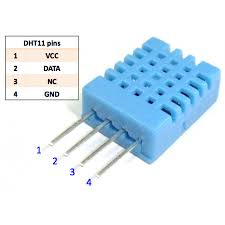 DHT11 pins
1 VCC
2 DATA
3 NC
4 GND
1
2
3
4